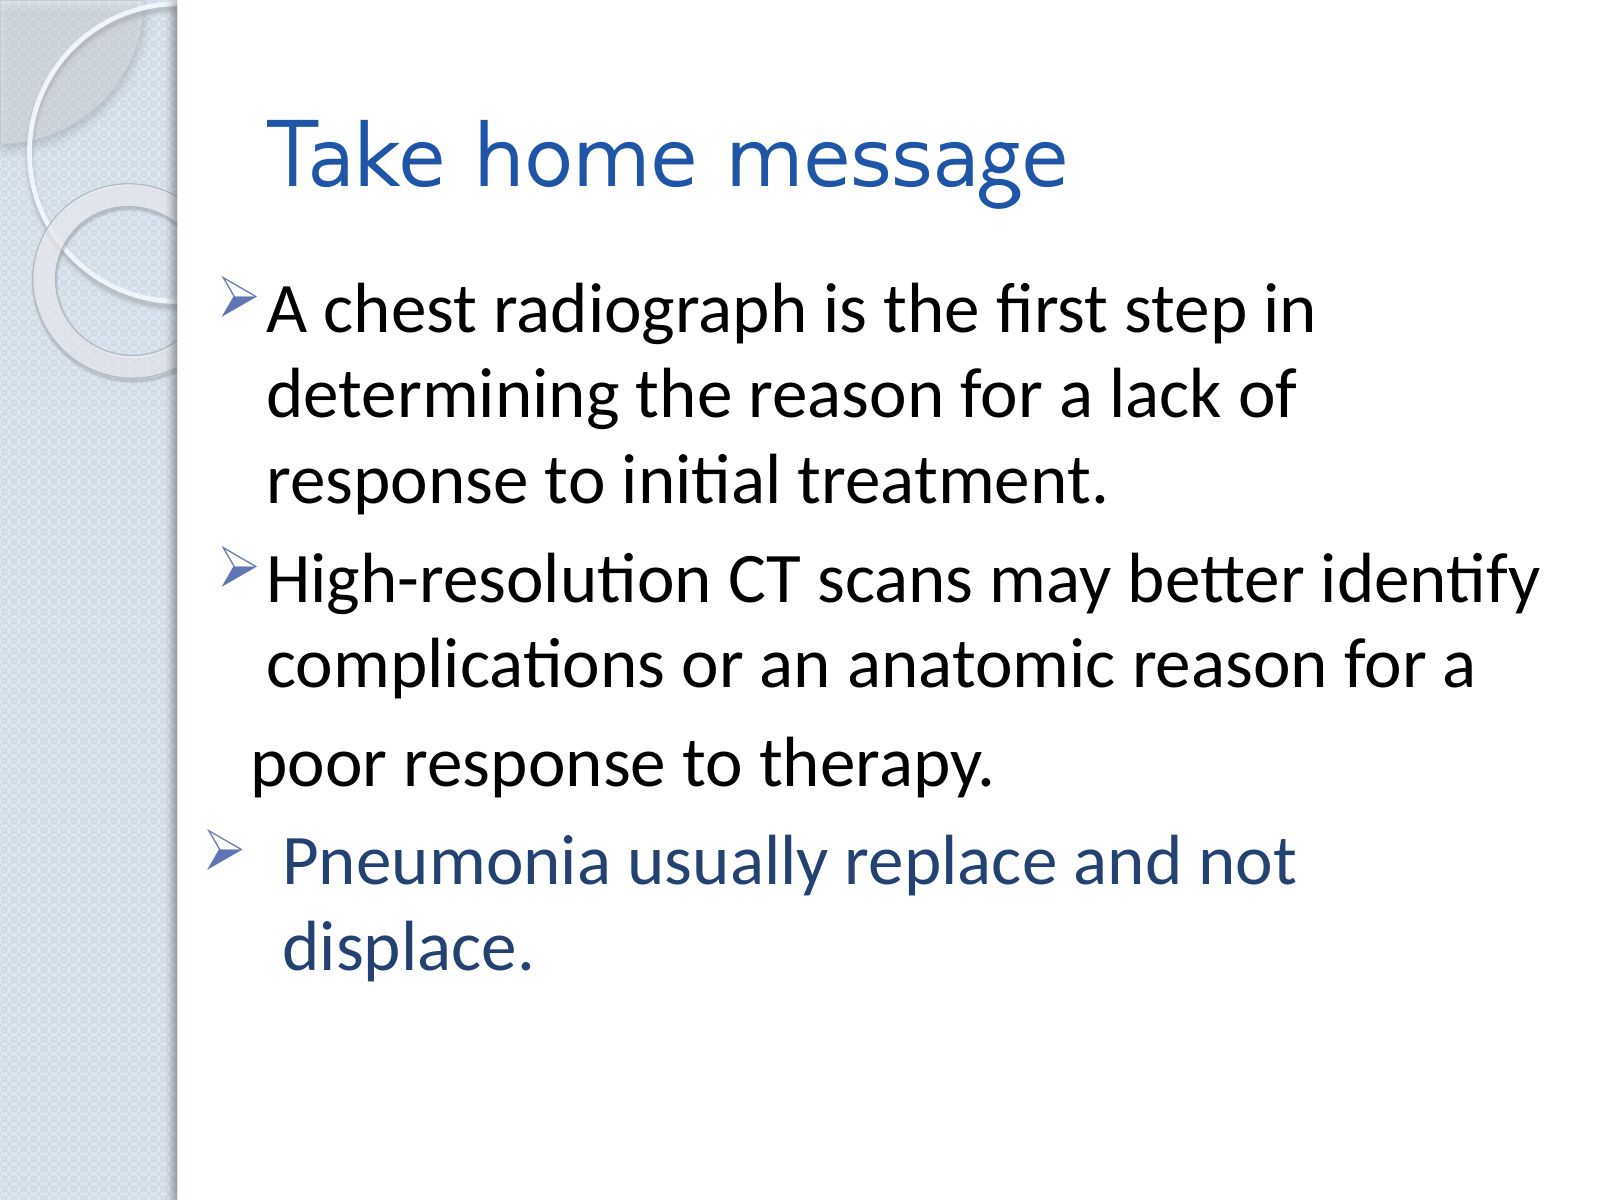 Take home message
A chest radiograph is the first step in
determining the reason for a lack of
response to initial treatment.
High-resolution CT scans may better identify
complications or an anatomic reason for a
poor response to therapy.
Pneumonia usually replace and not
displace.